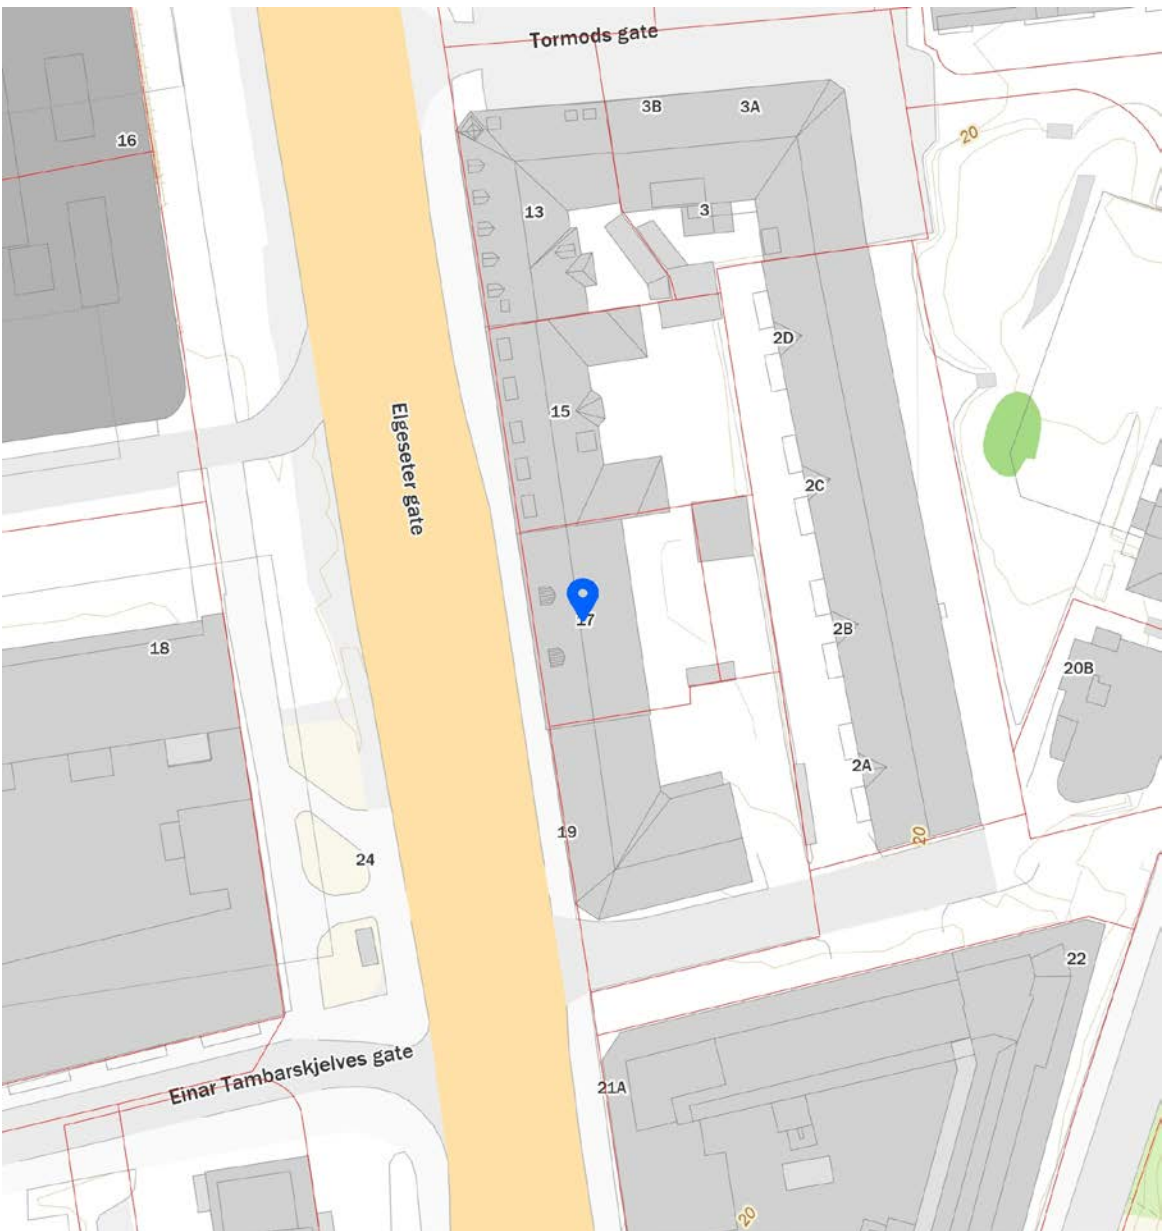 Tormods gate
3B
3A
16
20
13
3
2D
15
Elgeseter gate
2C
17
2B
18
20B
2A
19
20
24
22
Einar Tambarskjelves gate
21A
20